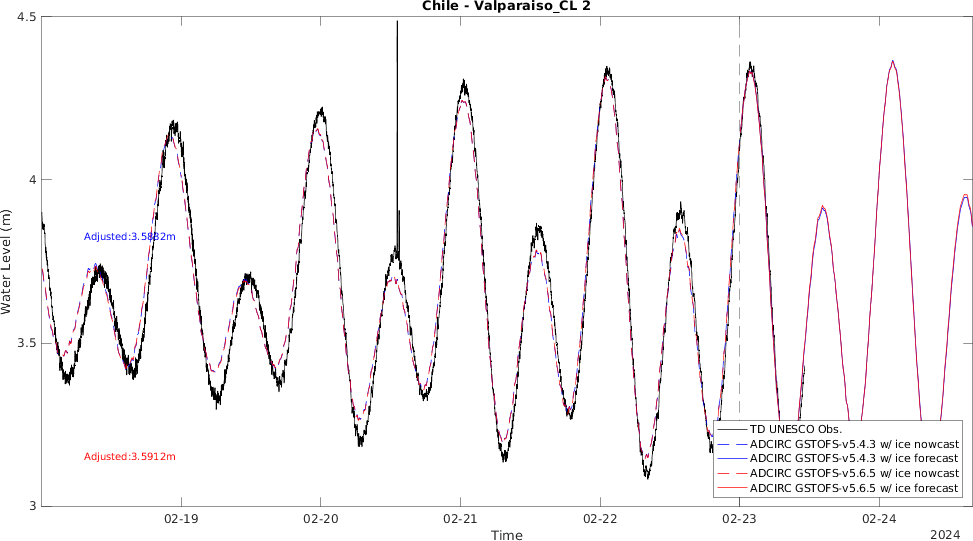 Chile - Valparaiso_CL 2
4.5
4
3.5
3
Water Level (m)
Adjusted:3.5832m
Adjusted:3.5912m
TD UNESCO Obs.
ADCIRC GSTOFS-v5.4.3 w/ ice nowcast
ADCIRC GSTOFS-v5.4.3 w/ ice forecast
ADCIRC GSTOFS-v5.6.5 w/ ice nowcast
ADCIRC GSTOFS-v5.6.5 w/ ice forecast
02-19 02-20 02-21 02-22 02-23 02-24
Time
2024